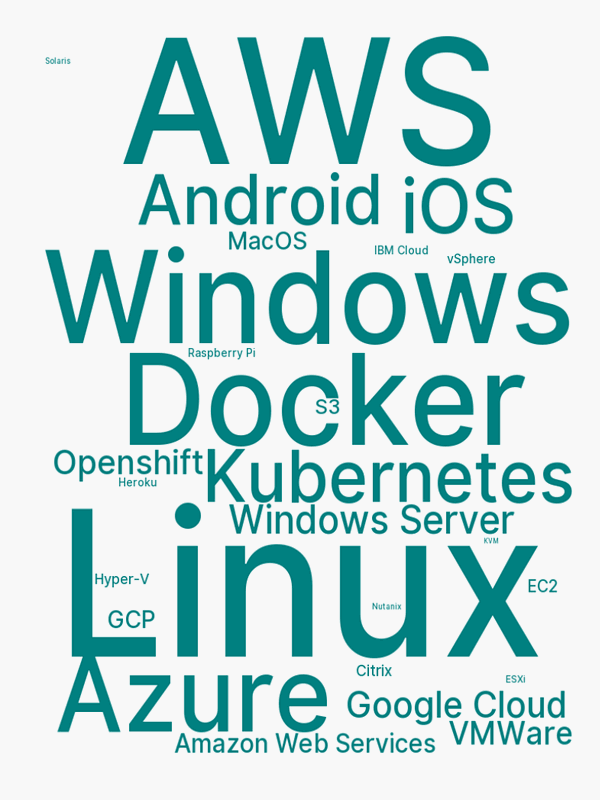 Solaris
AWS
Android iOS
MacOS
IBM Cloud
vSphere
Windows
Raspberry Pi
Docker
S3
Openshift
Kubernetes
Heroku
Windows Server
KVM
Linux
Hyper-V
EC2
Nutanix
GCP
Citrix
ESXi
Azure
Google Cloud
VMWare
Amazon Web Services